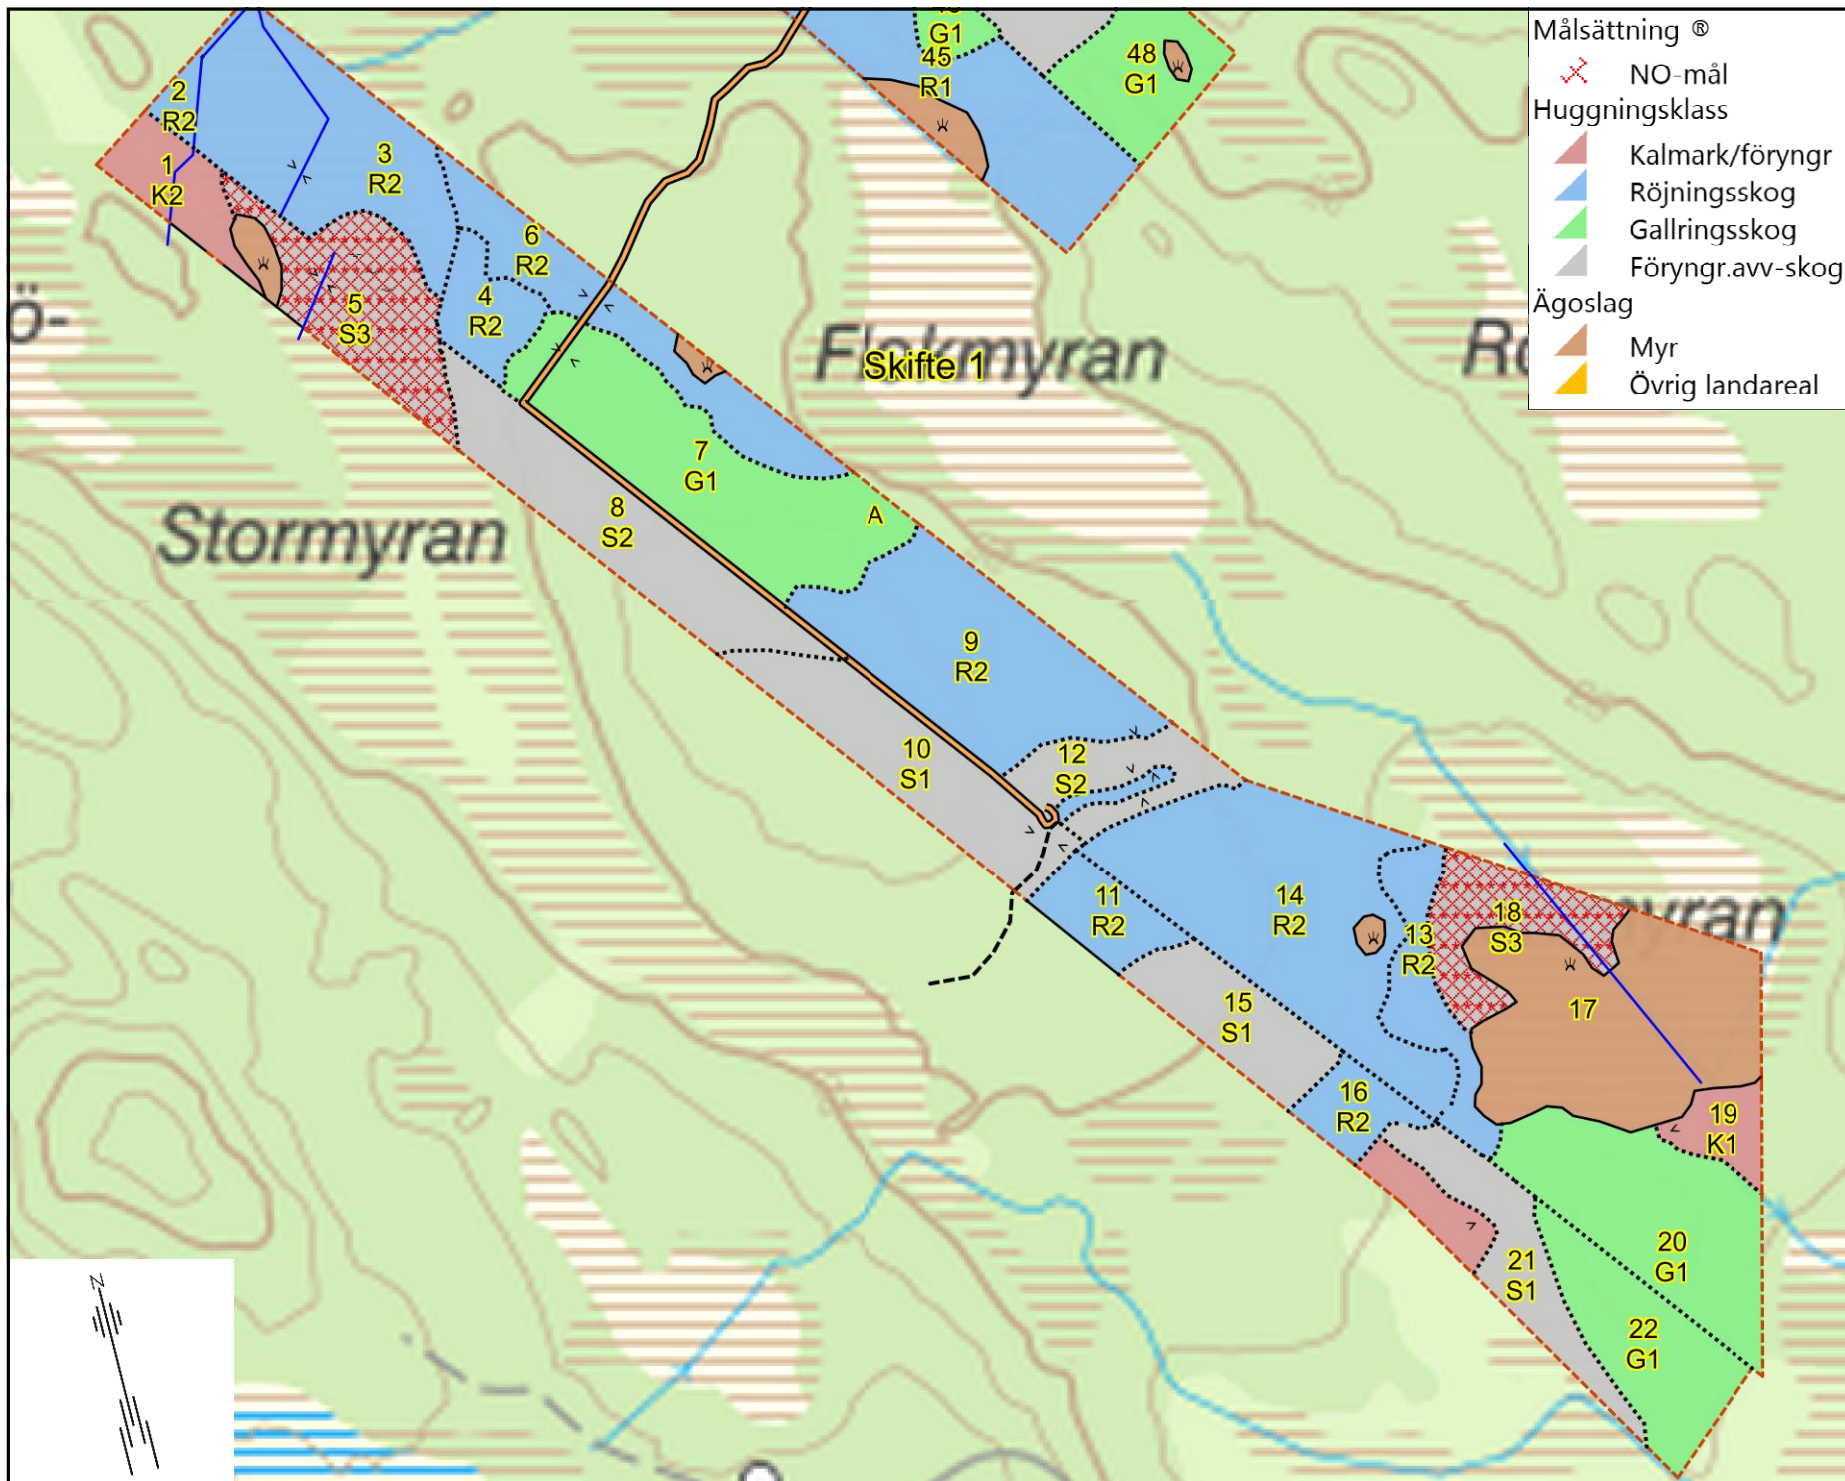 Målsättning ®
NO-mål
Huggningsklass
Kalmark/föryngr
Röjningsskog
Gallringsskog
Föryngr.avv-skog
Ägoslag
Myr
Övrig landareal
G1
45
R1
48
G1
2
R2
1
K2
3
R2
6
R2
4
R2
5
S3
Ö-
Flokmyran
Skifte 1
7
G1
A
8
S2
Stormyran
9
R2
10
S1
12
S2
11
R2
14
R2
13
R2
18
S3
yran
17
15
S1
16
R2
19
K1
20
G1
21
S1
22
G1
N